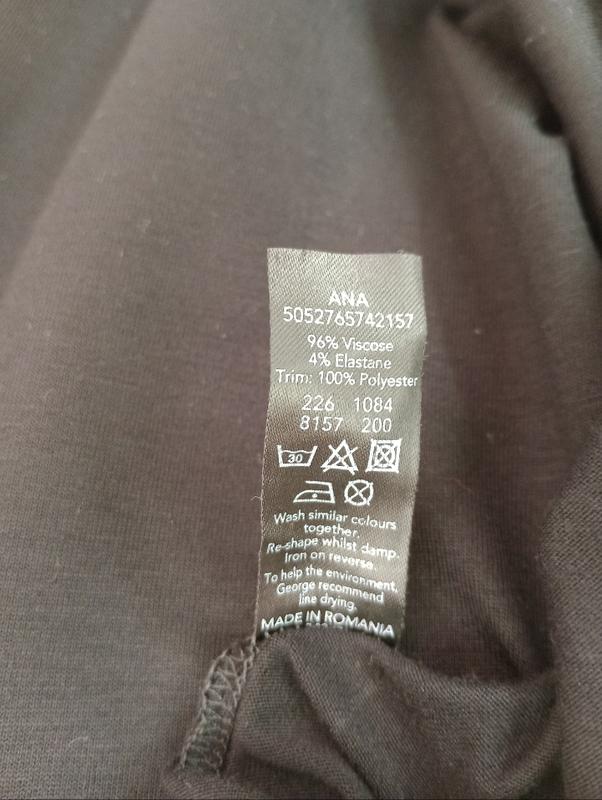 ANA
5052765742157
96% Viscose
4% Elastane
Trim: 100% Polyester
226 1084
8157 200
30
Wash similar colours
together.
Re-shape whilst damp.
Iron on reverse.
To help the environment,
George recommend
line drying.
MADE IN ROMANIA